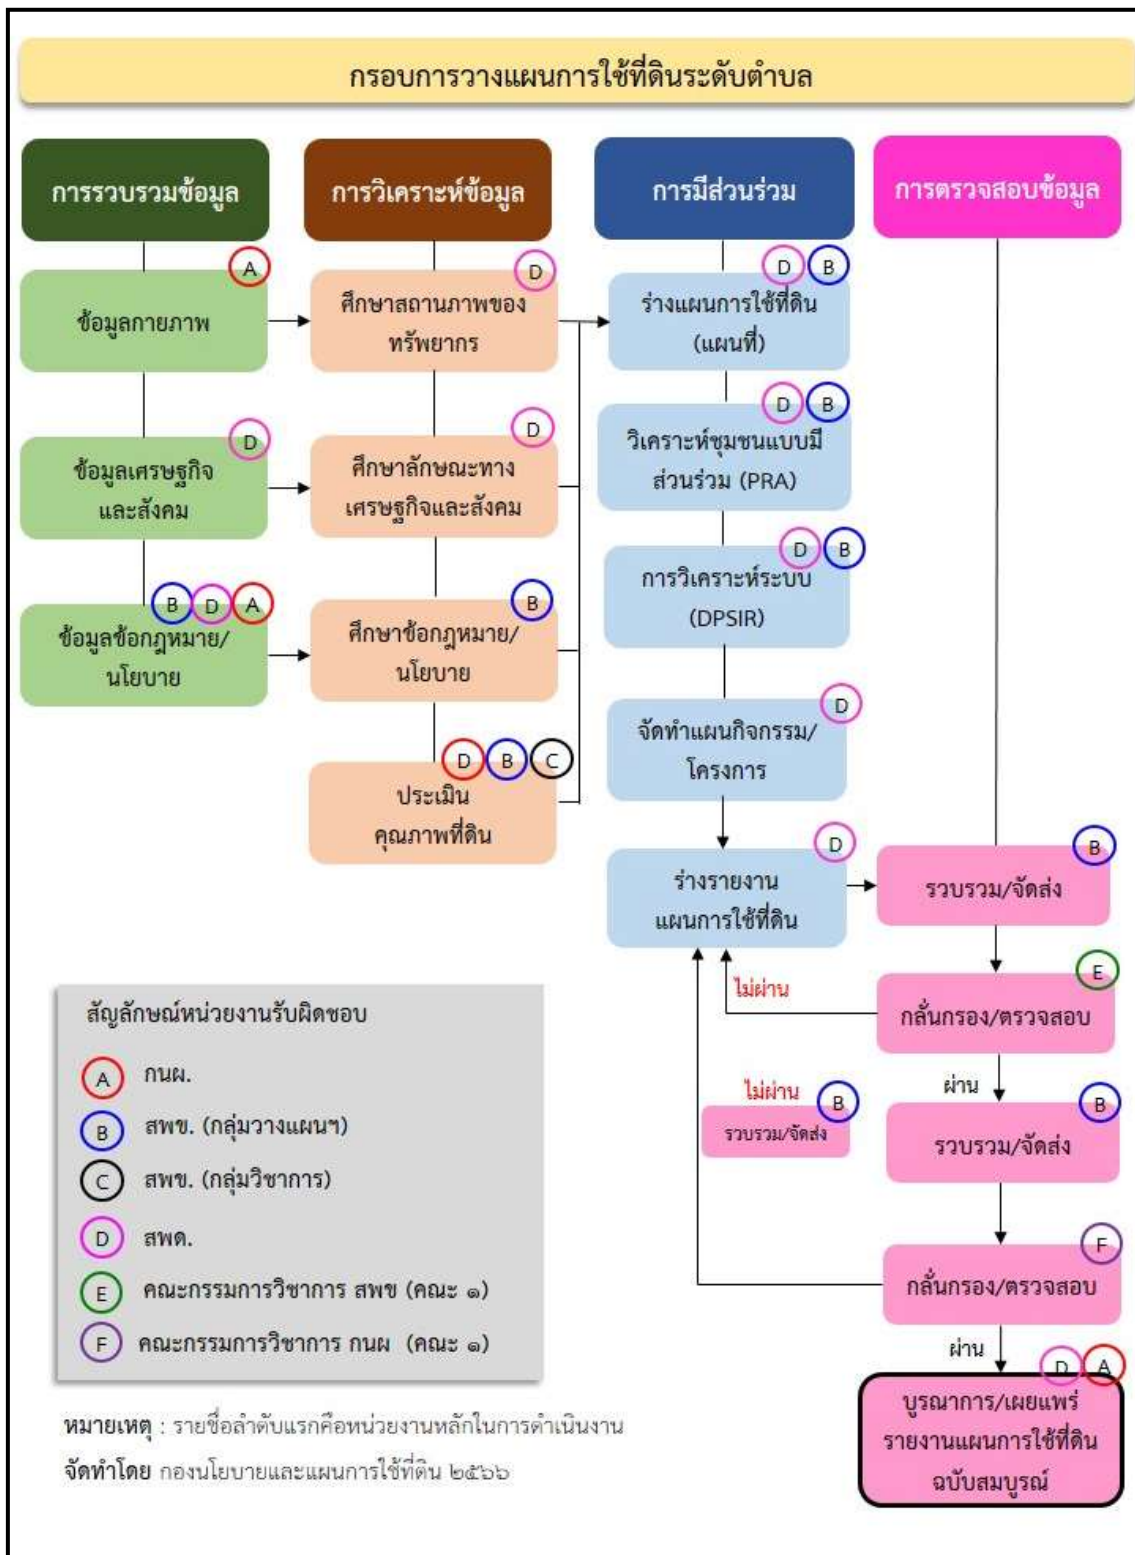 กรอบการวางแผนการใช้ที่ดินระดับตำบล
การรวบรวมข้อมูล
A
ข้อมูลกายภาพ
D
ข้อมูลเศรษฐกิจ
และสังคม
B D A
ข้อมูลข้อกฎหมาย/
นโยบาย
การวิเคราะห์ข้อมูล
D
ศึกษาสถานภาพของ
ทรัพยากร
D
ศึกษาลักษณะทาง
เศรษฐกิจและสังคม
B
ศึกษาข้อกฎหมาย/
นโยบาย
D B C
ประเมิน
คุณภาพที่ดิน
การมีส่วนร่วม
D B
ร่างแผนการใช้ที่ดิน
(แผนที่)
D B
วิเคราะห์ชุมชนแบบมี
ส่วนร่วม (PRA)
D B
การวิเคราะห์ระบบ
(DPSIR)
D
จัดทำแผนกิจกรรม/
โครงการ
D
ร่างรายงาน
แผนการใช้ที่ดิน
การตรวจสอบข้อมูล
B
รวบรวม/จัดส่ง
E
กลั่นกรอง/ตรวจสอบ
ไม่ผ่าน
ผ่าน
B
รวบรวม/จัดส่ง
ไม่ผ่าน
B
รวบรวม/จัดส่ง
F
กลั่นกรอง/ตรวจสอบ
ผ่าน
D A
บูรณาการ/เผยแพร่
รายงานแผนการใช้ที่ดิน
ฉบับสมบูรณ์
สัญลักษณ์หน่วยงานรับผิดชอบ
A กนผ.
B สพข. (กลุ่มวางแผนฯ)
C สพข. (กลุ่มวิชาการ)
D สพด.
E คณะกรรมการวิชาการ สพข (คณะ ๑)
F คณะกรรมการวิชาการ กนผ (คณะ ๑)
หมายเหตุ : รายชื่อลำดับแรกคือหน่วยงานหลักในการดำเนินงาน
จัดทำโดย กองนโยบายและแผนการใช้ที่ดิน ๒๕๖๖